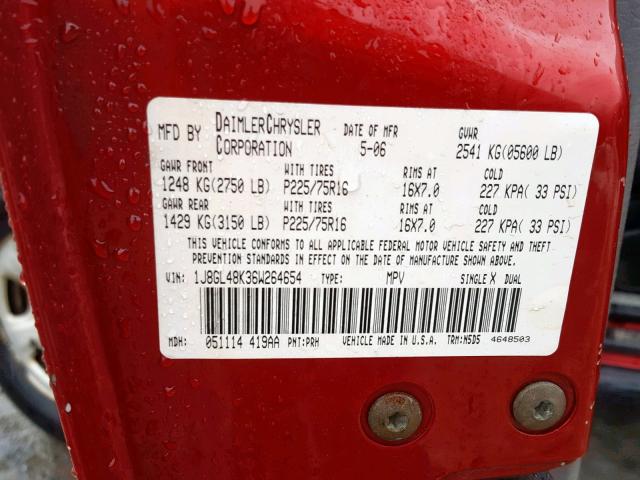 MFD BY DAIMLERCHRYSLER CORPORATION DATE OF MFR 5-06 GVWR 2541 KG(05600 LB)
GAWR FRONT WITH TIRES RIMS AT COLD
1248 KG(2750 LB) P225/75R16 16X7.0 227 KPA( 33 PSI)
GAWR REAR WITH TIRES RIMS AT COLD
1429 KG(3150 LB) P225/75R16 16X7.0 227 KPA( 33 PSI)
THIS VEHICLE CONFORMS TO ALL APPLICABLE FEDERAL MOTOR VEHICLE SAFETY AND THEFT
PREVENTION STANDARDS IN EFFECT ON THE DATE OF MANUFACTURE SHOWN ABOVE.
VIN: 1J8GL48K36W264654 TYPE: MPV SINGLE X DUAL
MDH: 051114 419AA PNT:PRH VEHICLE MADE IN U.S.A. TRM:N5D5 4648503